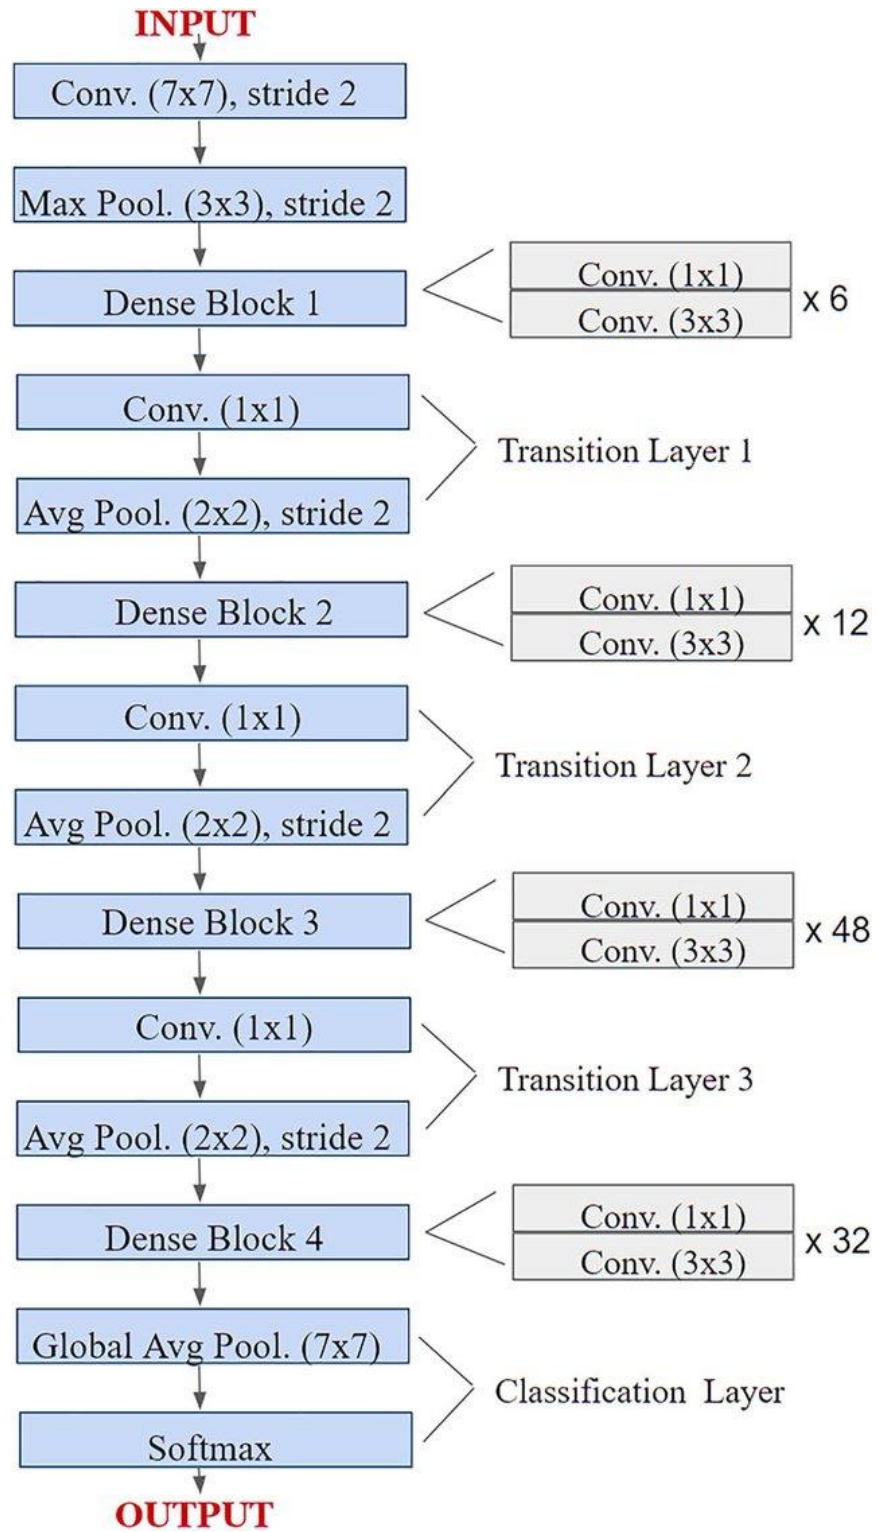 INPUT
Conv. (7x7), stride 2
Max Pool. (3x3), stride 2
Dense Block 1
Conv. (1x1)
Conv. (3x3)
x 6
Conv. (1x1)
Avg Pool. (2x2), stride 2
Transition Layer 1
Dense Block 2
Conv. (1x1)
Conv. (3x3)
x 12
Conv. (1x1)
Avg Pool. (2x2), stride 2
Transition Layer 2
Dense Block 3
Conv. (1x1)
Conv. (3x3)
x 48
Conv. (1x1)
Avg Pool. (2x2), stride 2
Transition Layer 3
Dense Block 4
Conv. (1x1)
Conv. (3x3)
x 32
Global Avg Pool. (7x7)
Softmax
Classification Layer
OUTPUT